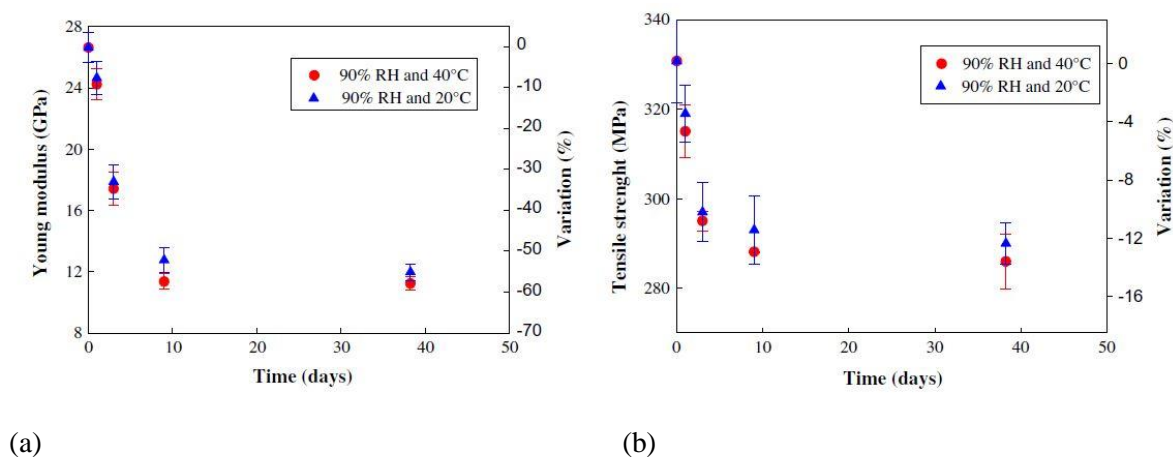 28
24
20
16
12
8
Young modulus (GPa)
90% RH and 40°C
90% RH and 20°C
0
-10
-20
-30
-40
-50
-60
-70
Variation (%)
0 10 20 30 40 50
Time (days)
340
320
300
280
Tensile strenght (MPa)
90% RH and 40°C
90% RH and 20°C
0
-4
-8
-12
-16
Variation (%)
0 10 20 30 40 50
Time (days)
(a)
(b)